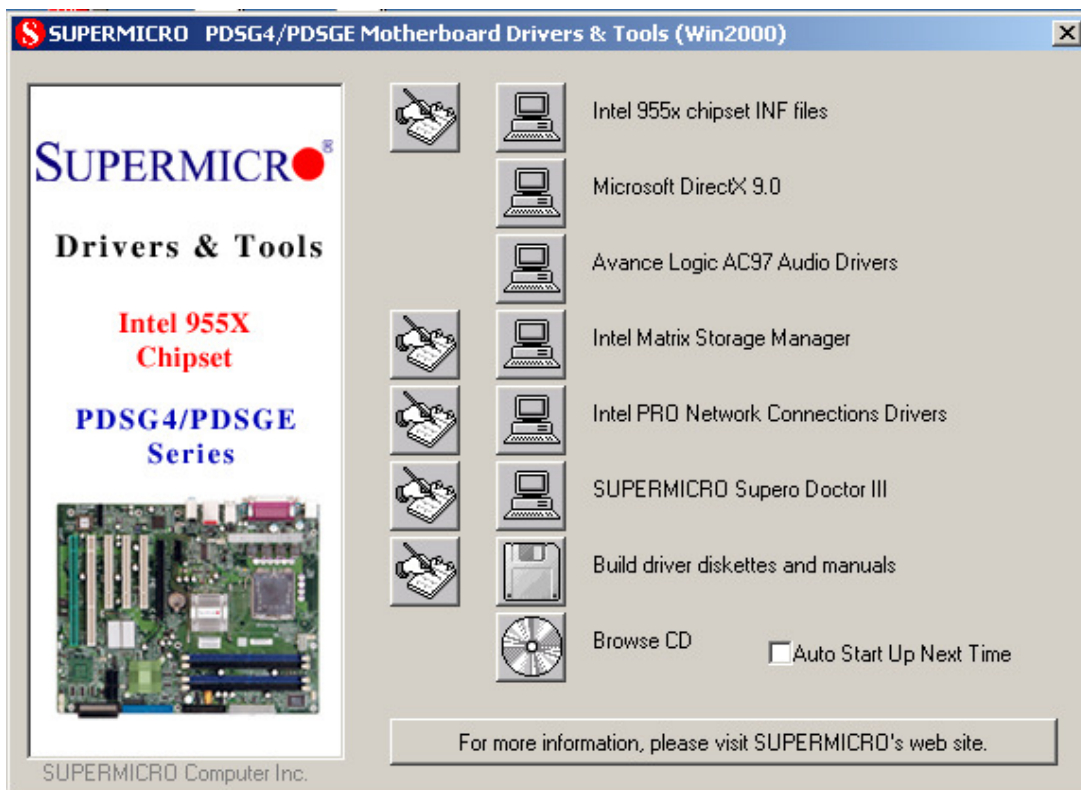 SUPERMICRO PDSG4/PDSGE Motherboard Drivers & Tools (Win2000)
SUPERMICRO®
Drivers & Tools
Intel 955X
Chipset
PDSG4/PDSGE
Series
SUPERMICRO Computer Inc.
Intel 955x chipset INF files
Microsoft DirectX 9.0
Avance Logic AC97 Audio Drivers
Intel Matrix Storage Manager
Intel PRO Network Connections Drivers
SUPERMICRO Supero Doctor III
Build driver diskettes and manuals
Browse CD
Auto Start Up Next Time
For more information, please visit SUPERMICRO's web site.